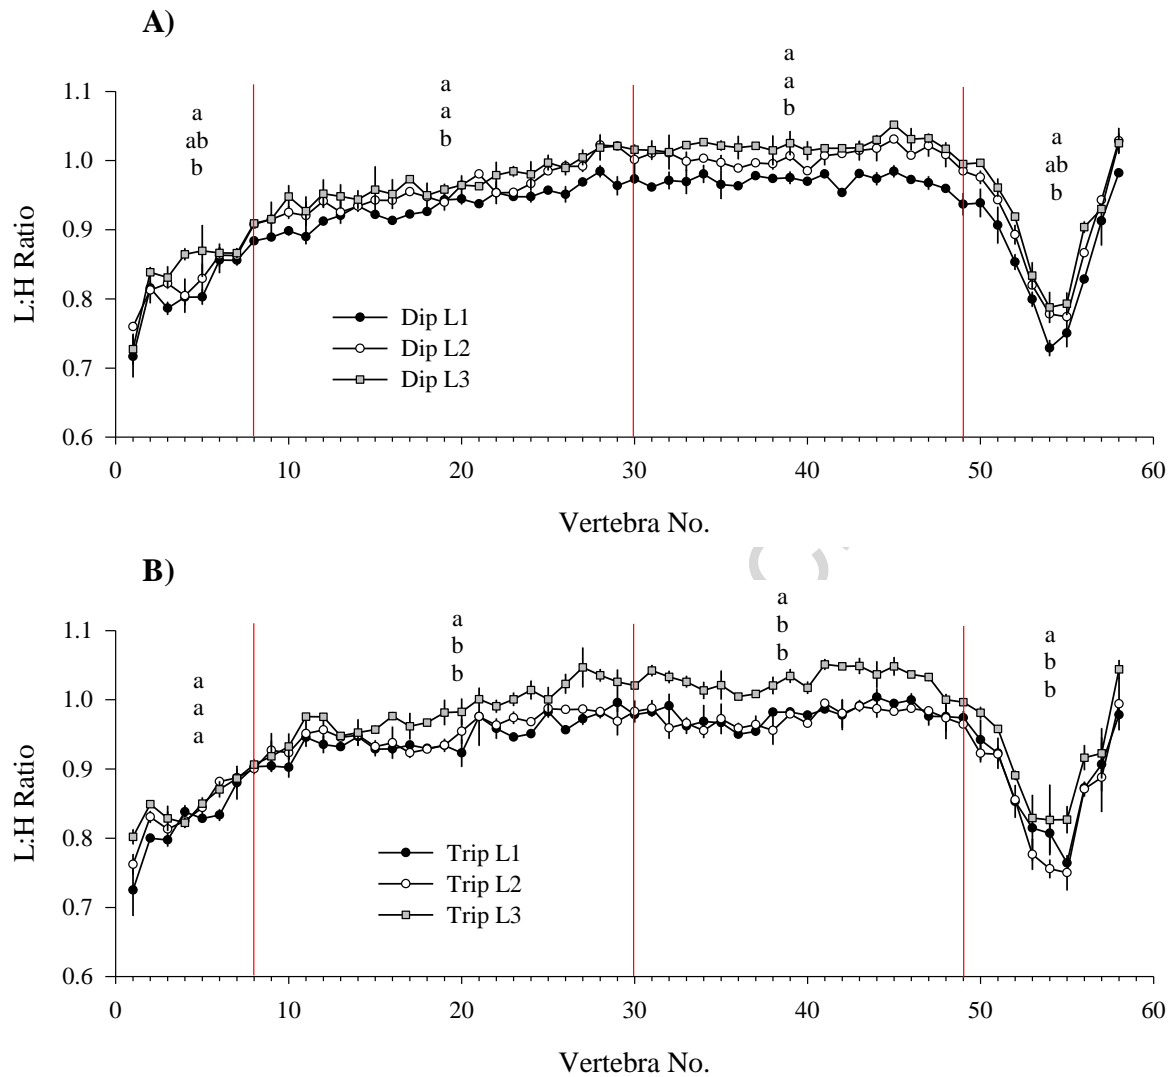 A)
a
a
b
a
a
b
a
ab
b
a
ab
b
1.1
1.0
0.9
0.8
0.7
0.6
L:H Ratio
Dip L1
Dip L2
Dip L3
0 10 20 30 40 50 60
Vertebra No.
B)
a
b
b
a
b
b
a
b
b
a
a
a
1.1
1.0
0.9
0.8
0.7
0.6
L:H Ratio
Trip L1
Trip L2
Trip L3
0 10 20 30 40 50 60
Vertebra No.